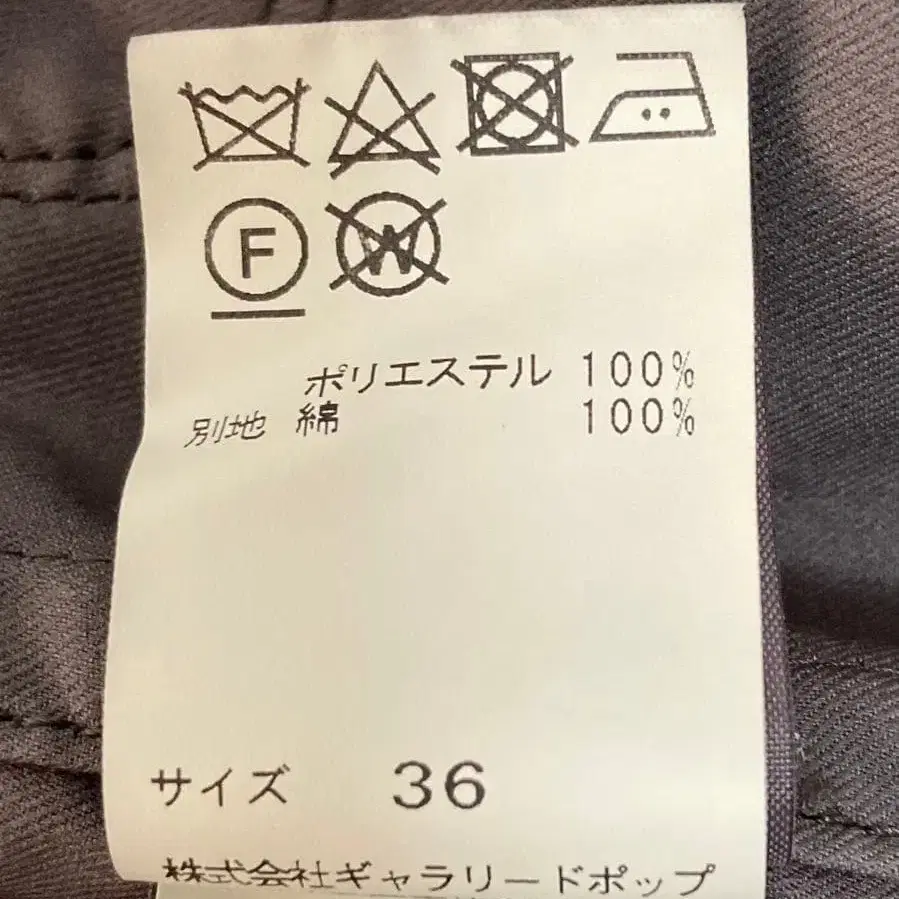 F W
ポリエステル 100%
別地 綿 100%
サイズ 36
株式会社ギャラリードポップ